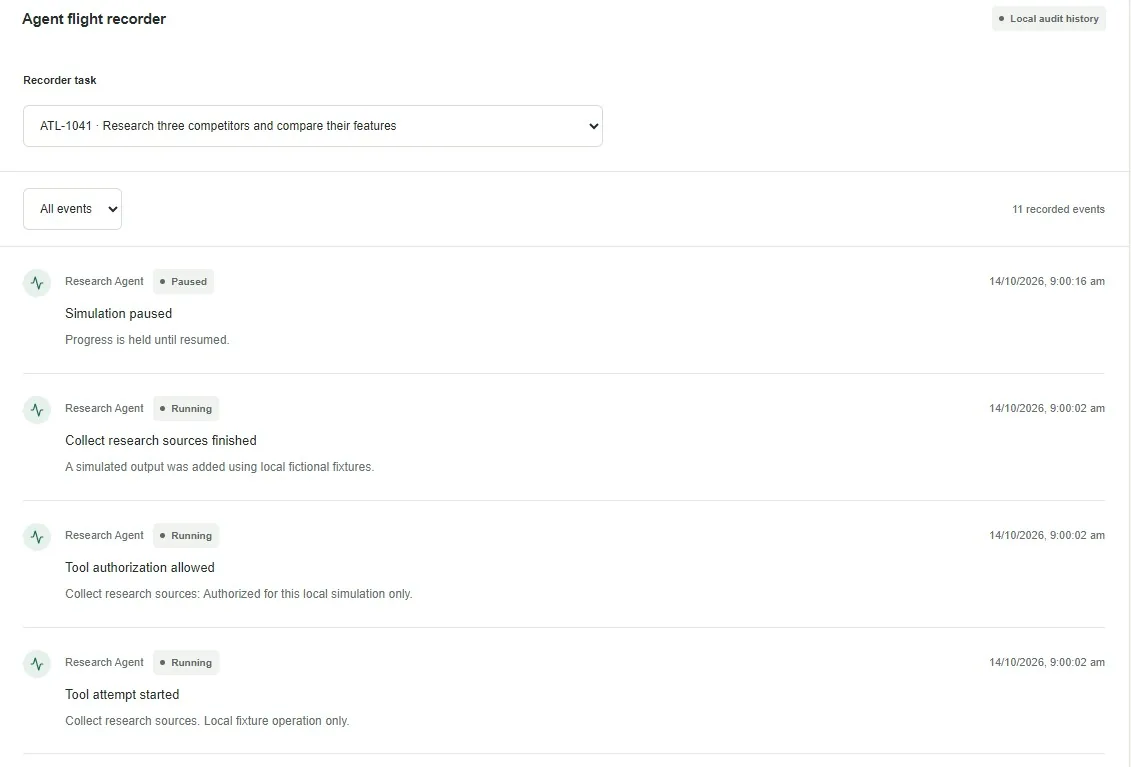 Agent flight recorder
Local audit history
Recorder task
ATL-1041 · Research three competitors and compare their features
All events
11 recorded events
Research Agent
Paused
14/10/2026, 9:00:16 am
Simulation paused
Progress is held until resumed.
Research Agent
Running
14/10/2026, 9:00:02 am
Collect research sources finished
A simulated output was added using local fictional fixtures.
Research Agent
Running
14/10/2026, 9:00:02 am
Tool authorization allowed
Collect research sources: Authorized for this local simulation only.
Research Agent
Running
14/10/2026, 9:00:02 am
Tool attempt started
Collect research sources. Local fixture operation only.